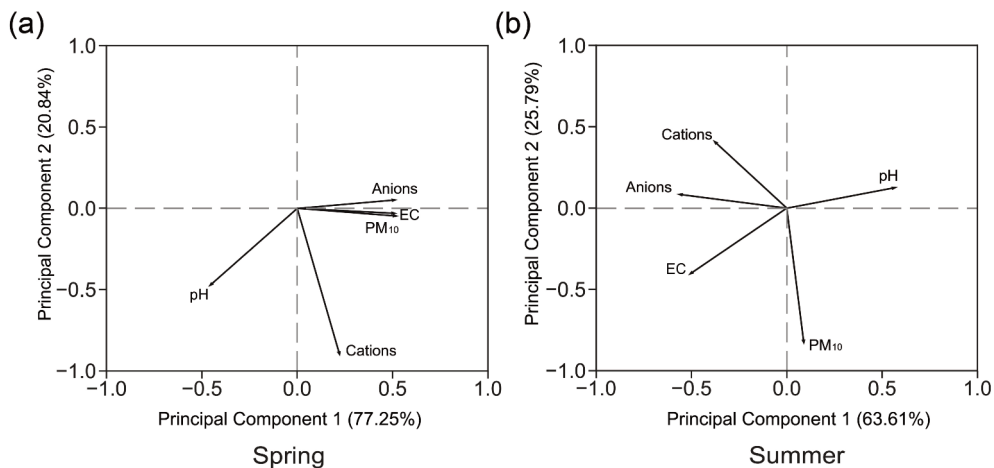 (a)
1.0
0.5
0.0
−0.5
−1.0
−1.0
−0.5
0.0
0.5
1.0
Principal Component 2 (20.84%)
Anions
EC
PM₁₀
pH
Cations
Principal Component 1 (77.25%)
Spring
(b)
1.0
0.5
0.0
−0.5
−1.0
−1.0
−0.5
0.0
0.5
1.0
Principal Component 2 (25.79%)
Cations
Anions
pH
EC
PM₁₀
Principal Component 1 (63.61%)
Summer